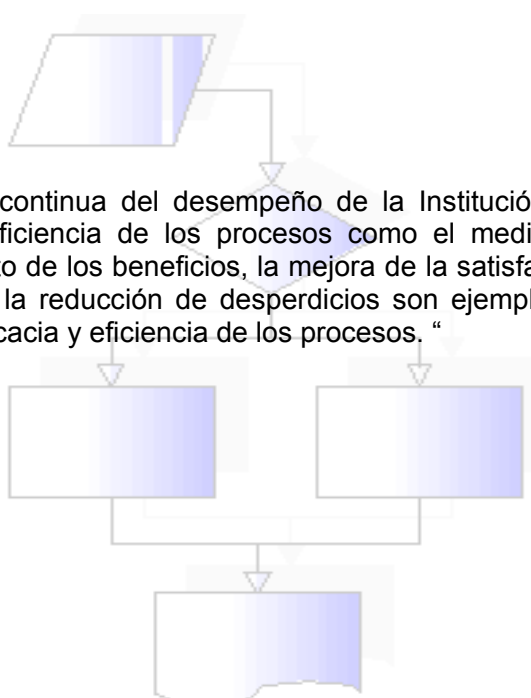 continua del desempeño de la Institució
ficiencia de los procesos como el medi
to de los beneficios, la mejora de la satisfa
la reducción de desperdicios son ejempl
cacia y eficiencia de los procesos. “